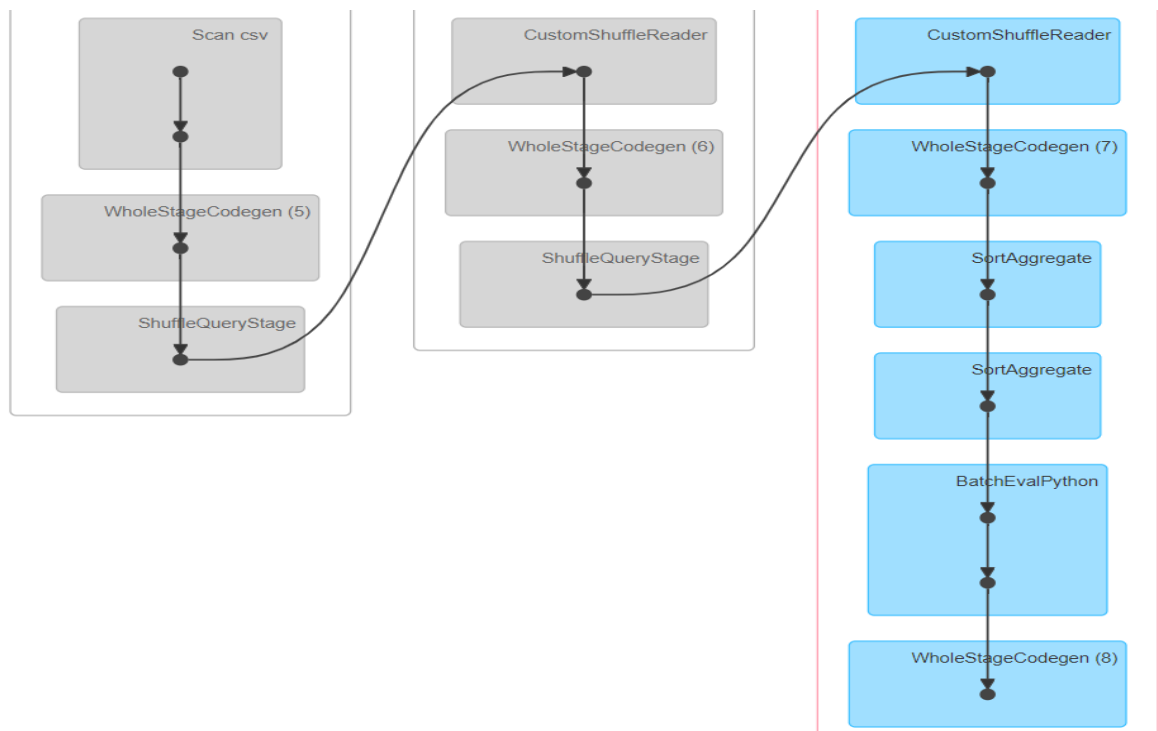 Scan csv
WholeStageCodegen (5)
ShuffleQueryStage
CustomShuffleReader
WholeStageCodegen (6)
ShuffleQueryStage
CustomShuffleReader
WholeStageCodegen (7)
SortAggregate
SortAggregate
BatchEvalPython
WholeStageCodegen (8)